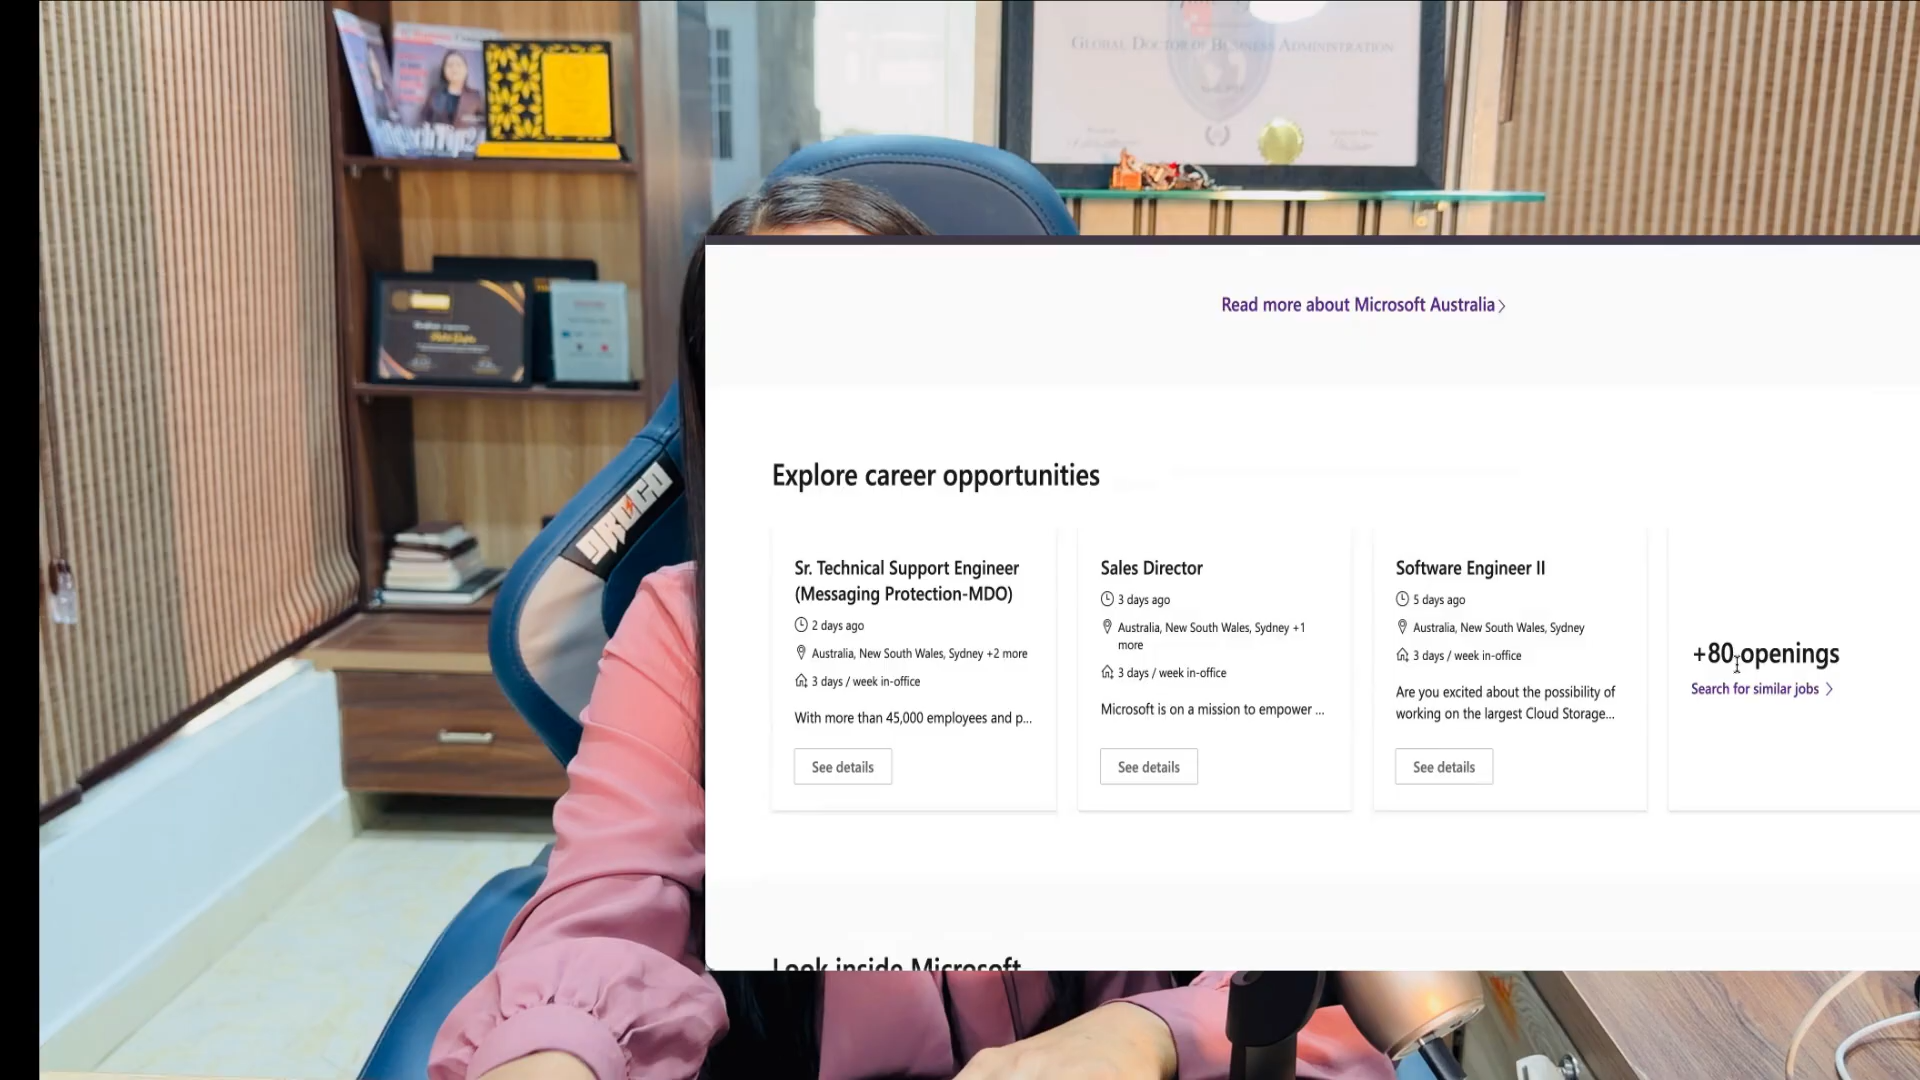 GLOBAL DOCTOR OF BUSINESS ADMINISTRATION
DROGO
Read more about Microsoft Australia
Explore career opportunities
Sr. Technical Support Engineer
(Messaging Protection-MDO)
2 days ago
Australia, New South Wales, Sydney +2 more
3 days / week in-office
With more than 45,000 employees and p...
See details
Sales Director
3 days ago
Australia, New South Wales, Sydney +1
more
3 days / week in-office
Microsoft is on a mission to empower ...
See details
Software Engineer II
5 days ago
Australia, New South Wales, Sydney
3 days / week in-office
Are you excited about the possibility of
working on the largest Cloud Storage...
See details
+80 openings
Search for similar jobs
Look inside Microsoft